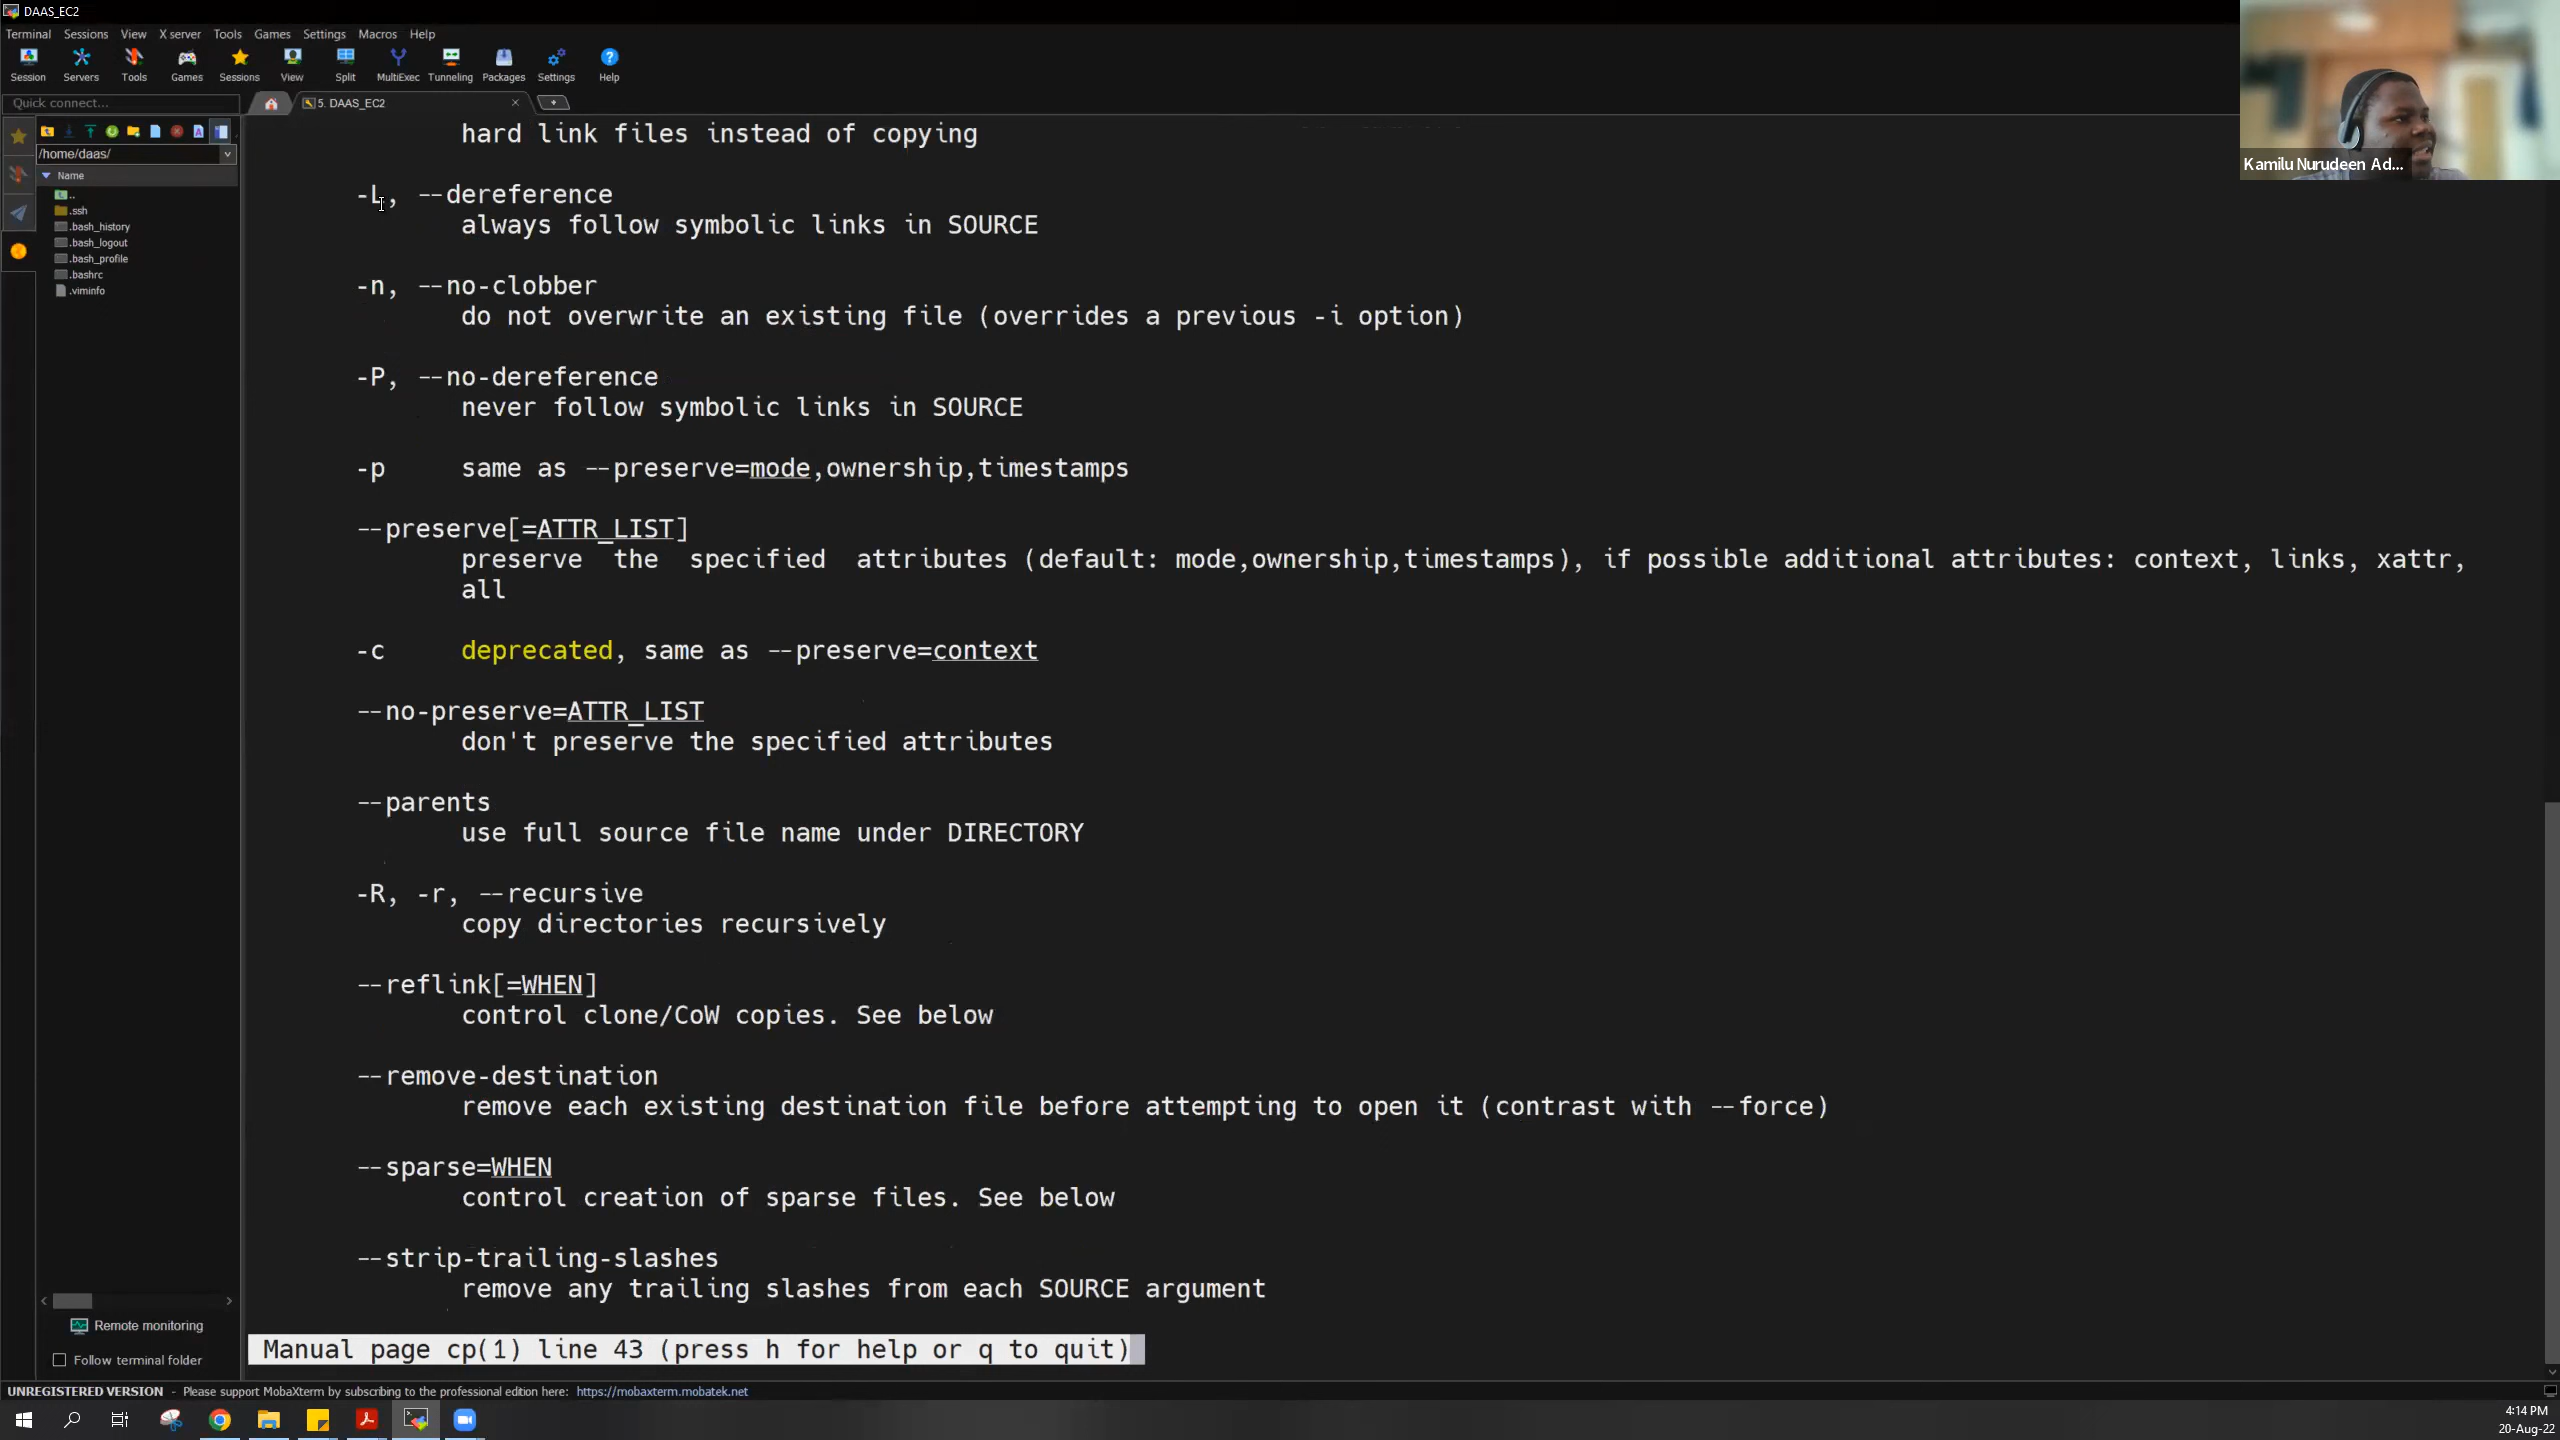 DAAS_EC2
Terminal Sessions View X server Tools Games Settings Macros Help
Session Servers Tools Games Sessions View Split MultiExec Tunneling Packages Settings Help
Quick connect...
5. DAAS_EC2
/home/daas/
Name
..
.ssh
.bash_history
.bash_logout
.bash_profile
.bashrc
.viminfo
Remote monitoring
Follow terminal folder
hard link files instead of copying
-L, --dereference
always follow symbolic links in SOURCE
-n, --no-clobber
do not overwrite an existing file (overrides a previous -i option)
-P, --no-dereference
never follow symbolic links in SOURCE
-p same as --preserve=mode,ownership,timestamps
--preserve[=ATTR_LIST]
preserve the specified attributes (default: mode,ownership,timestamps), if possible additional attributes: context, links, xattr,
all
-c deprecated, same as --preserve=context
--no-preserve=ATTR_LIST
don't preserve the specified attributes
--parents
use full source file name under DIRECTORY
-R, -r, --recursive
copy directories recursively
--reflink[=WHEN]
control clone/CoW copies. See below
--remove-destination
remove each existing destination file before attempting to open it (contrast with --force)
--sparse=WHEN
control creation of sparse files. See below
--strip-trailing-slashes
remove any trailing slashes from each SOURCE argument
Manual page cp(1) line 43 (press h for help or q to quit)
Kamilu Nurudeen Ad...
UNREGISTERED VERSION - Please support MobaXterm by subscribing to the professional edition here: https://mobaxterm.mobatek.net
4:14 PM
20-Aug-22